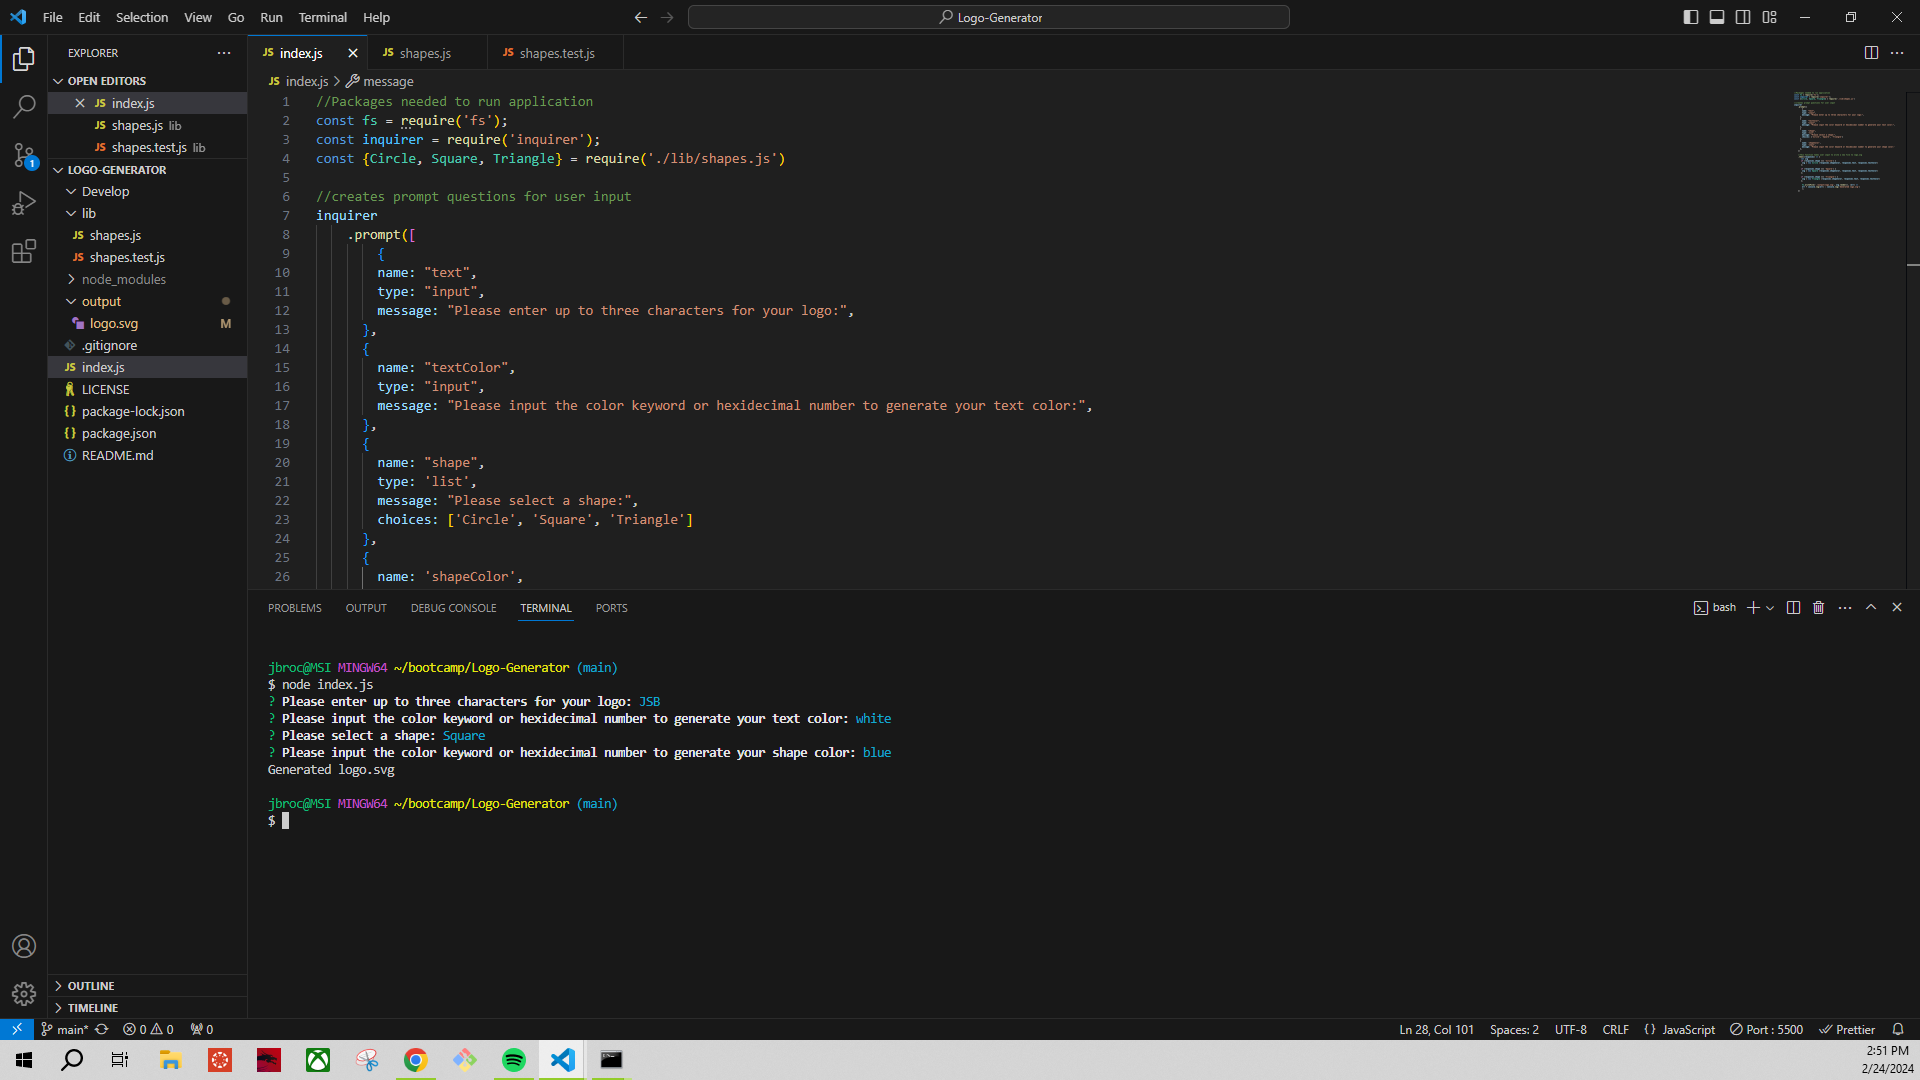 File Edit Selection View Go Run Terminal Help
Logo-Generator
EXPLORER
OPEN EDITORS
JS index.js
JS shapes.js lib
JS shapes.test.js lib
1
LOGO-GENERATOR
Develop
lib
JS shapes.js
JS shapes.test.js
node_modules
output
logo.svg M
.gitignore
JS index.js
LICENSE
{} package-lock.json
{} package.json
README.md
OUTLINE
TIMELINE
JS index.js JS shapes.js JS shapes.test.js
JS index.js > message
1 //Packages needed to run application
2 const fs = require('fs');
3 const inquirer = require('inquirer');
4 const {Circle, Square, Triangle} = require('./lib/shapes.js')
5
6 //creates prompt questions for user input
7 inquirer
8 .prompt([
9 {
10 name: "text",
11 type: "input",
12 message: "Please enter up to three characters for your logo:",
13 },
14 {
15 name: "textColor",
16 type: "input",
17 message: "Please input the color keyword or hexidecimal number to generate your text color:",
18 },
19 {
20 name: "shape",
21 type: 'list',
22 message: "Please select a shape:",
23 choices: ['Circle', 'Square', 'Triangle']
24 },
25 {
26 name: 'shapeColor',
PROBLEMS OUTPUT DEBUG CONSOLE TERMINAL PORTS
bash
jbroc@MSI MINGW64 ~/bootcamp/Logo-Generator (main)
$ node index.js
? Please enter up to three characters for your logo: JSB
? Please input the color keyword or hexidecimal number to generate your text color: white
? Please select a shape: Square
? Please input the color keyword or hexidecimal number to generate your shape color: blue
Generated logo.svg
jbroc@MSI MINGW64 ~/bootcamp/Logo-Generator (main)
$
main* 0 0 0
Ln 28, Col 101 Spaces: 2 UTF-8 CRLF {} JavaScript Port : 5500 Prettier
2:51 PM
2/24/2024